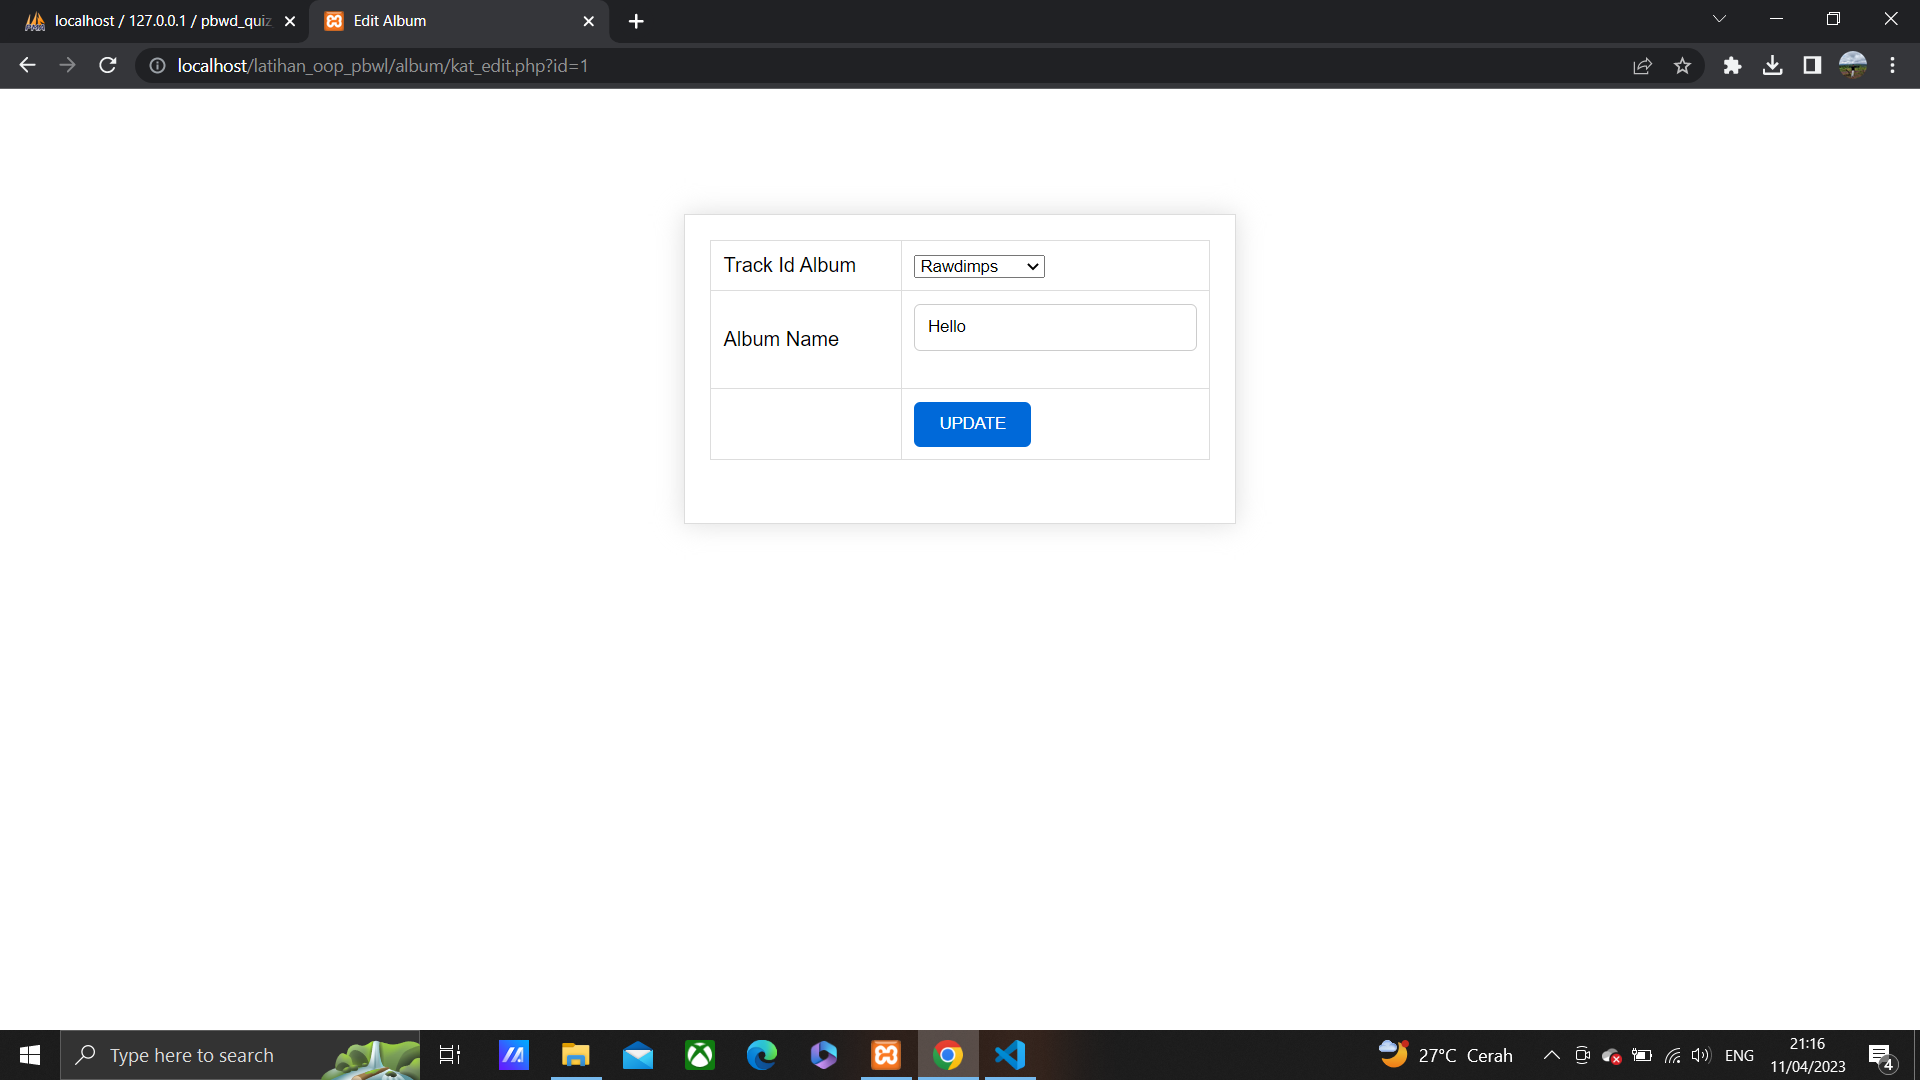 localhost / 127.0.0.1 / pbwd_quiz
Edit Album
localhost/latihan_oop_pbwl/album/kat_edit.php?id=1
Track Id Album
Rawdimps
Album Name
Hello
UPDATE
Type here to search
27°C Cerah
ENG
21:16
11/04/2023
4